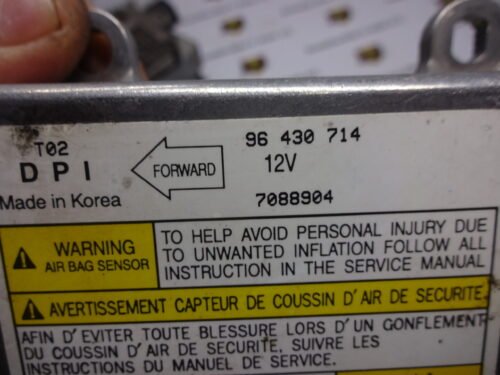 T02
DPI
FORWARD
96 430 714
12V
7088904
Made in Korea
WARNING
AIR BAG SENSOR
TO HELP AVOID PERSONAL INJURY DUE
TO UNWANTED INFLATION FOLLOW ALL
INSTRUCTION IN THE SERVICE MANUAL
AVERTISSEMENT CAPTEUR DE COUSSIN D'AIR DE SECURITE
AFIN D'EVITER TOUTE BLESSURE LORS D'UN GONFLEMENT
DU COUSSIN D'AIR DE SECURITE, SUIVRE LES
INSTRUCTIONS DU MANUEL DE SERVICE.